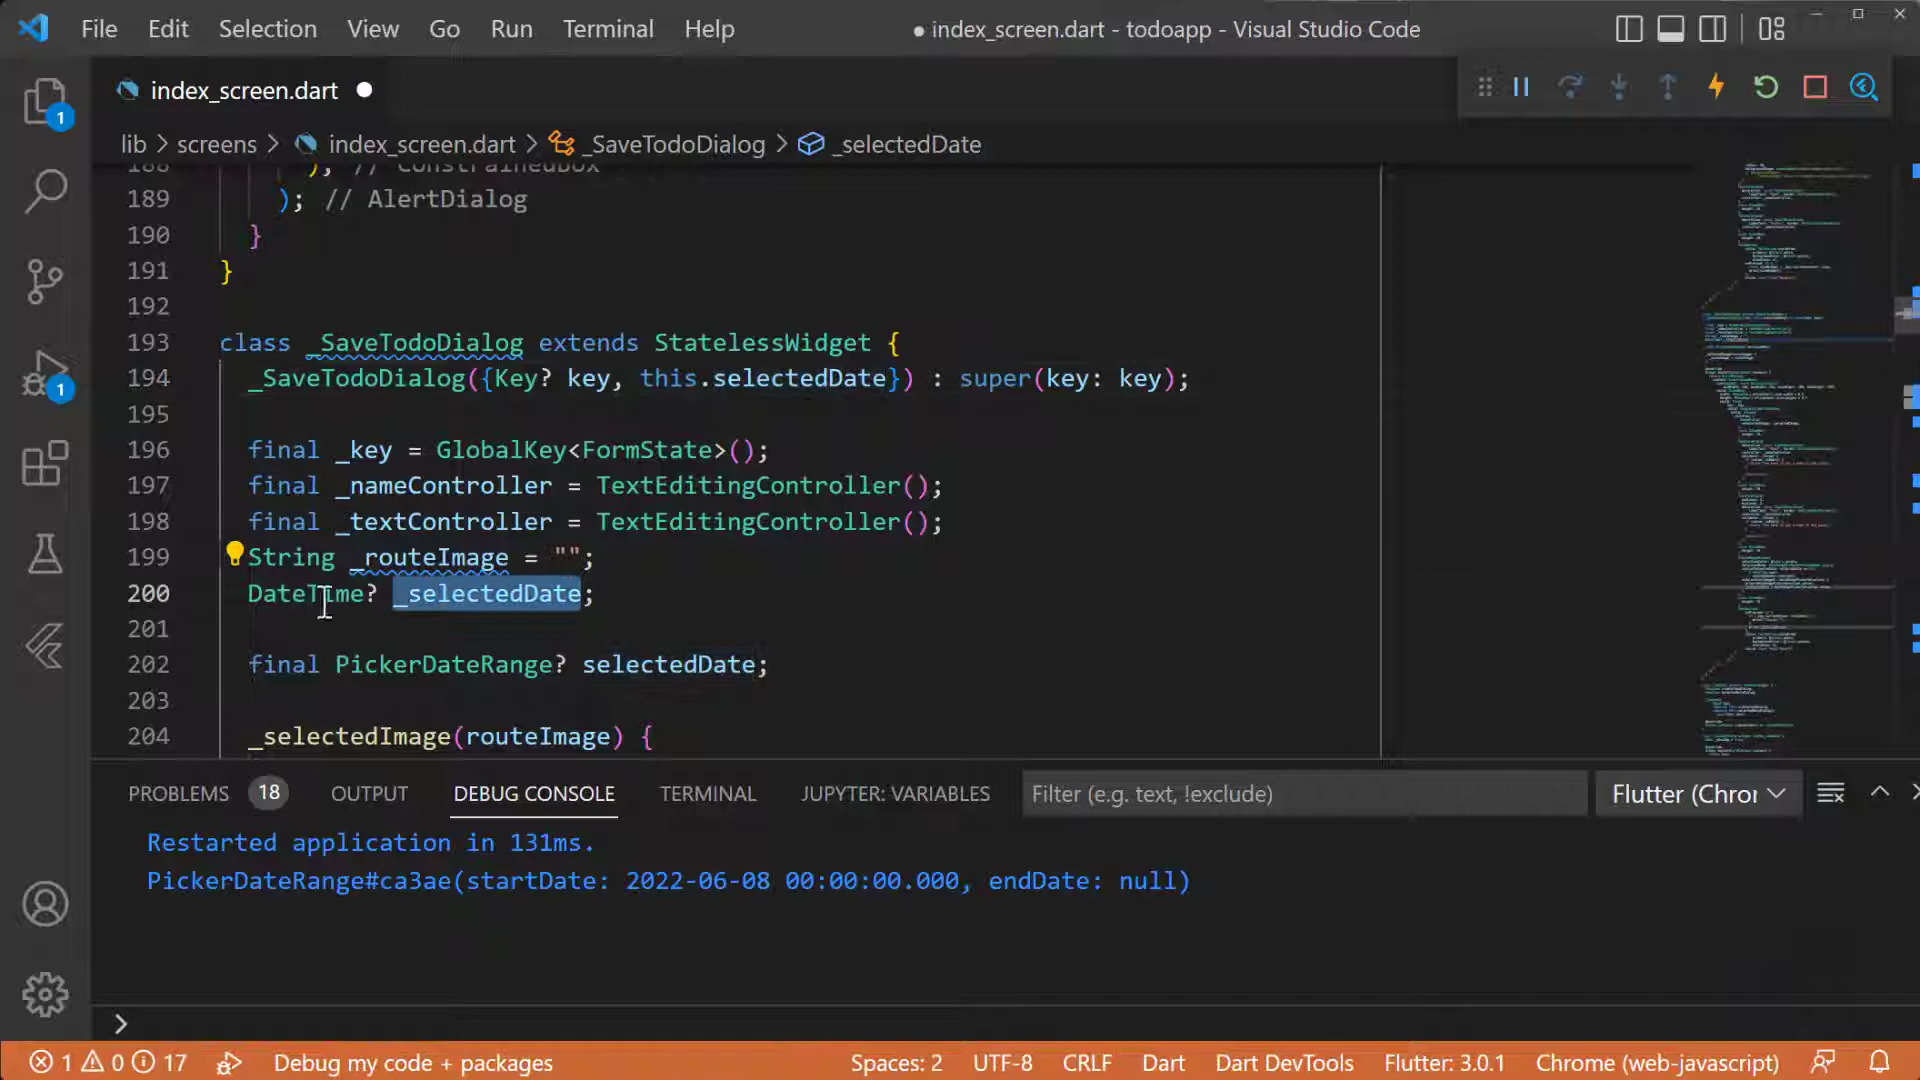 File Edit Selection View Go Run Terminal Help ● index_screen.dart - todoapp - Visual Studio Code
index_screen.dart
1
lib > screens > index_screen.dart > _SaveTodoDialog > _selectedDate
188 ); // ConstrainedBox
189 ); // AlertDialog
190 }
191 }
192
193 class _SaveTodoDialog extends StatelessWidget {
194 _SaveTodoDialog({Key? key, this.selectedDate}) : super(key: key);
195
196 final _key = GlobalKey<FormState>();
197 final _nameController = TextEditingController();
198 final _textController = TextEditingController();
1
199 String _routeImage = "";
200 DateTime? _selectedDate;
201
202 final PickerDateRange? selectedDate;
203
204 _selectedImage(routeImage) {
PROBLEMS 18 OUTPUT DEBUG CONSOLE TERMINAL JUPYTER: VARIABLES Filter (e.g. text, !exclude) Flutter (Chror
Restarted application in 131ms.
PickerDateRange#ca3ae(startDate: 2022-06-08 00:00:00.000, endDate: null)
>
1 0 17 Debug my code + packages Spaces: 2 UTF-8 CRLF Dart Dart DevTools Flutter: 3.0.1 Chrome (web-javascript)